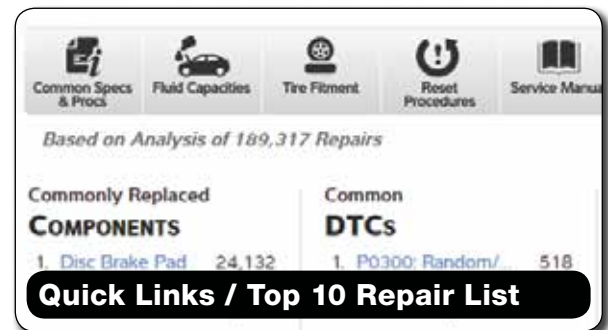 Common Specs & Procs
Fluid Capacities
Tire Fitment
Reset Procedures
Service Manua
Based on Analysis of 189,317 Repairs
Commonly Replaced
COMPONENTS
1. Disc Brake Pad 24,132
Common
DTCs
1. P0300: Random/... 518
Quick Links / Top 10 Repair List